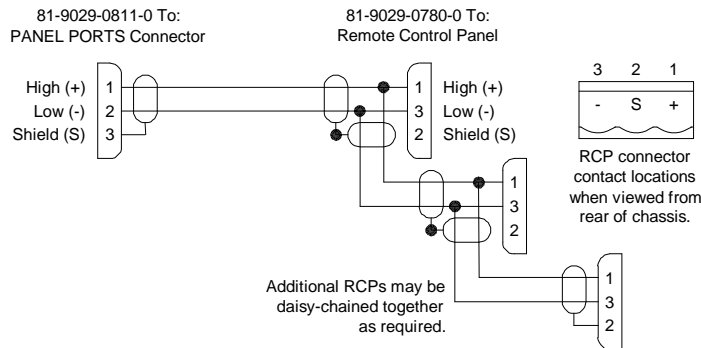 81-9029-0811-0 To:
PANEL PORTS Connector
81-9029-0780-0 To:
Remote Control Panel
High (+) 1
Low (-) 2
Shield (S) 3
1 High (+)
3 Low (-)
2 Shield (S)
3 2 1
- S +
RCP connector
contact locations
when viewed from
rear of chassis.
1
3
2
Additional RCPs may be
daisy-chained together
as required.
1
3
2